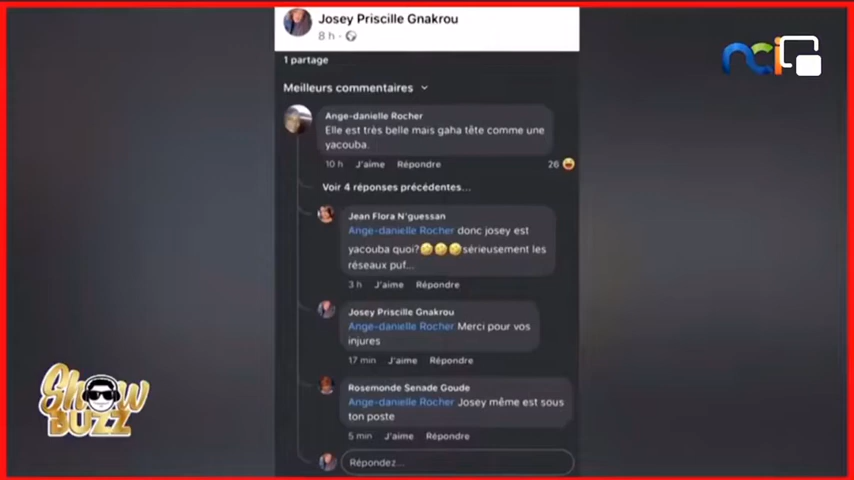 Josey Priscille Gnakrou
8 h ·
nci
1 partage
Meilleurs commentaires
Ange-danielle Rocher
Elle est très belle mais gaha tête comme une
yacouba.
10 h J'aime Répondre 26
Voir 4 réponses précédentes...
Jean Flora N'guessan
Ange-danielle Rocher donc josey est
yacouba quoi?🤣🤣🤣sérieusement les
réseaux puf...
3 h J'aime Répondre
Josey Priscille Gnakrou
Ange-danielle Rocher Merci pour vos
injures
17 min J'aime Répondre
Rosemonde Senade Goude
Ange-danielle Rocher Josey même est sous
ton poste
5 min J'aime Répondre
Répondez...
Show
BUZZ